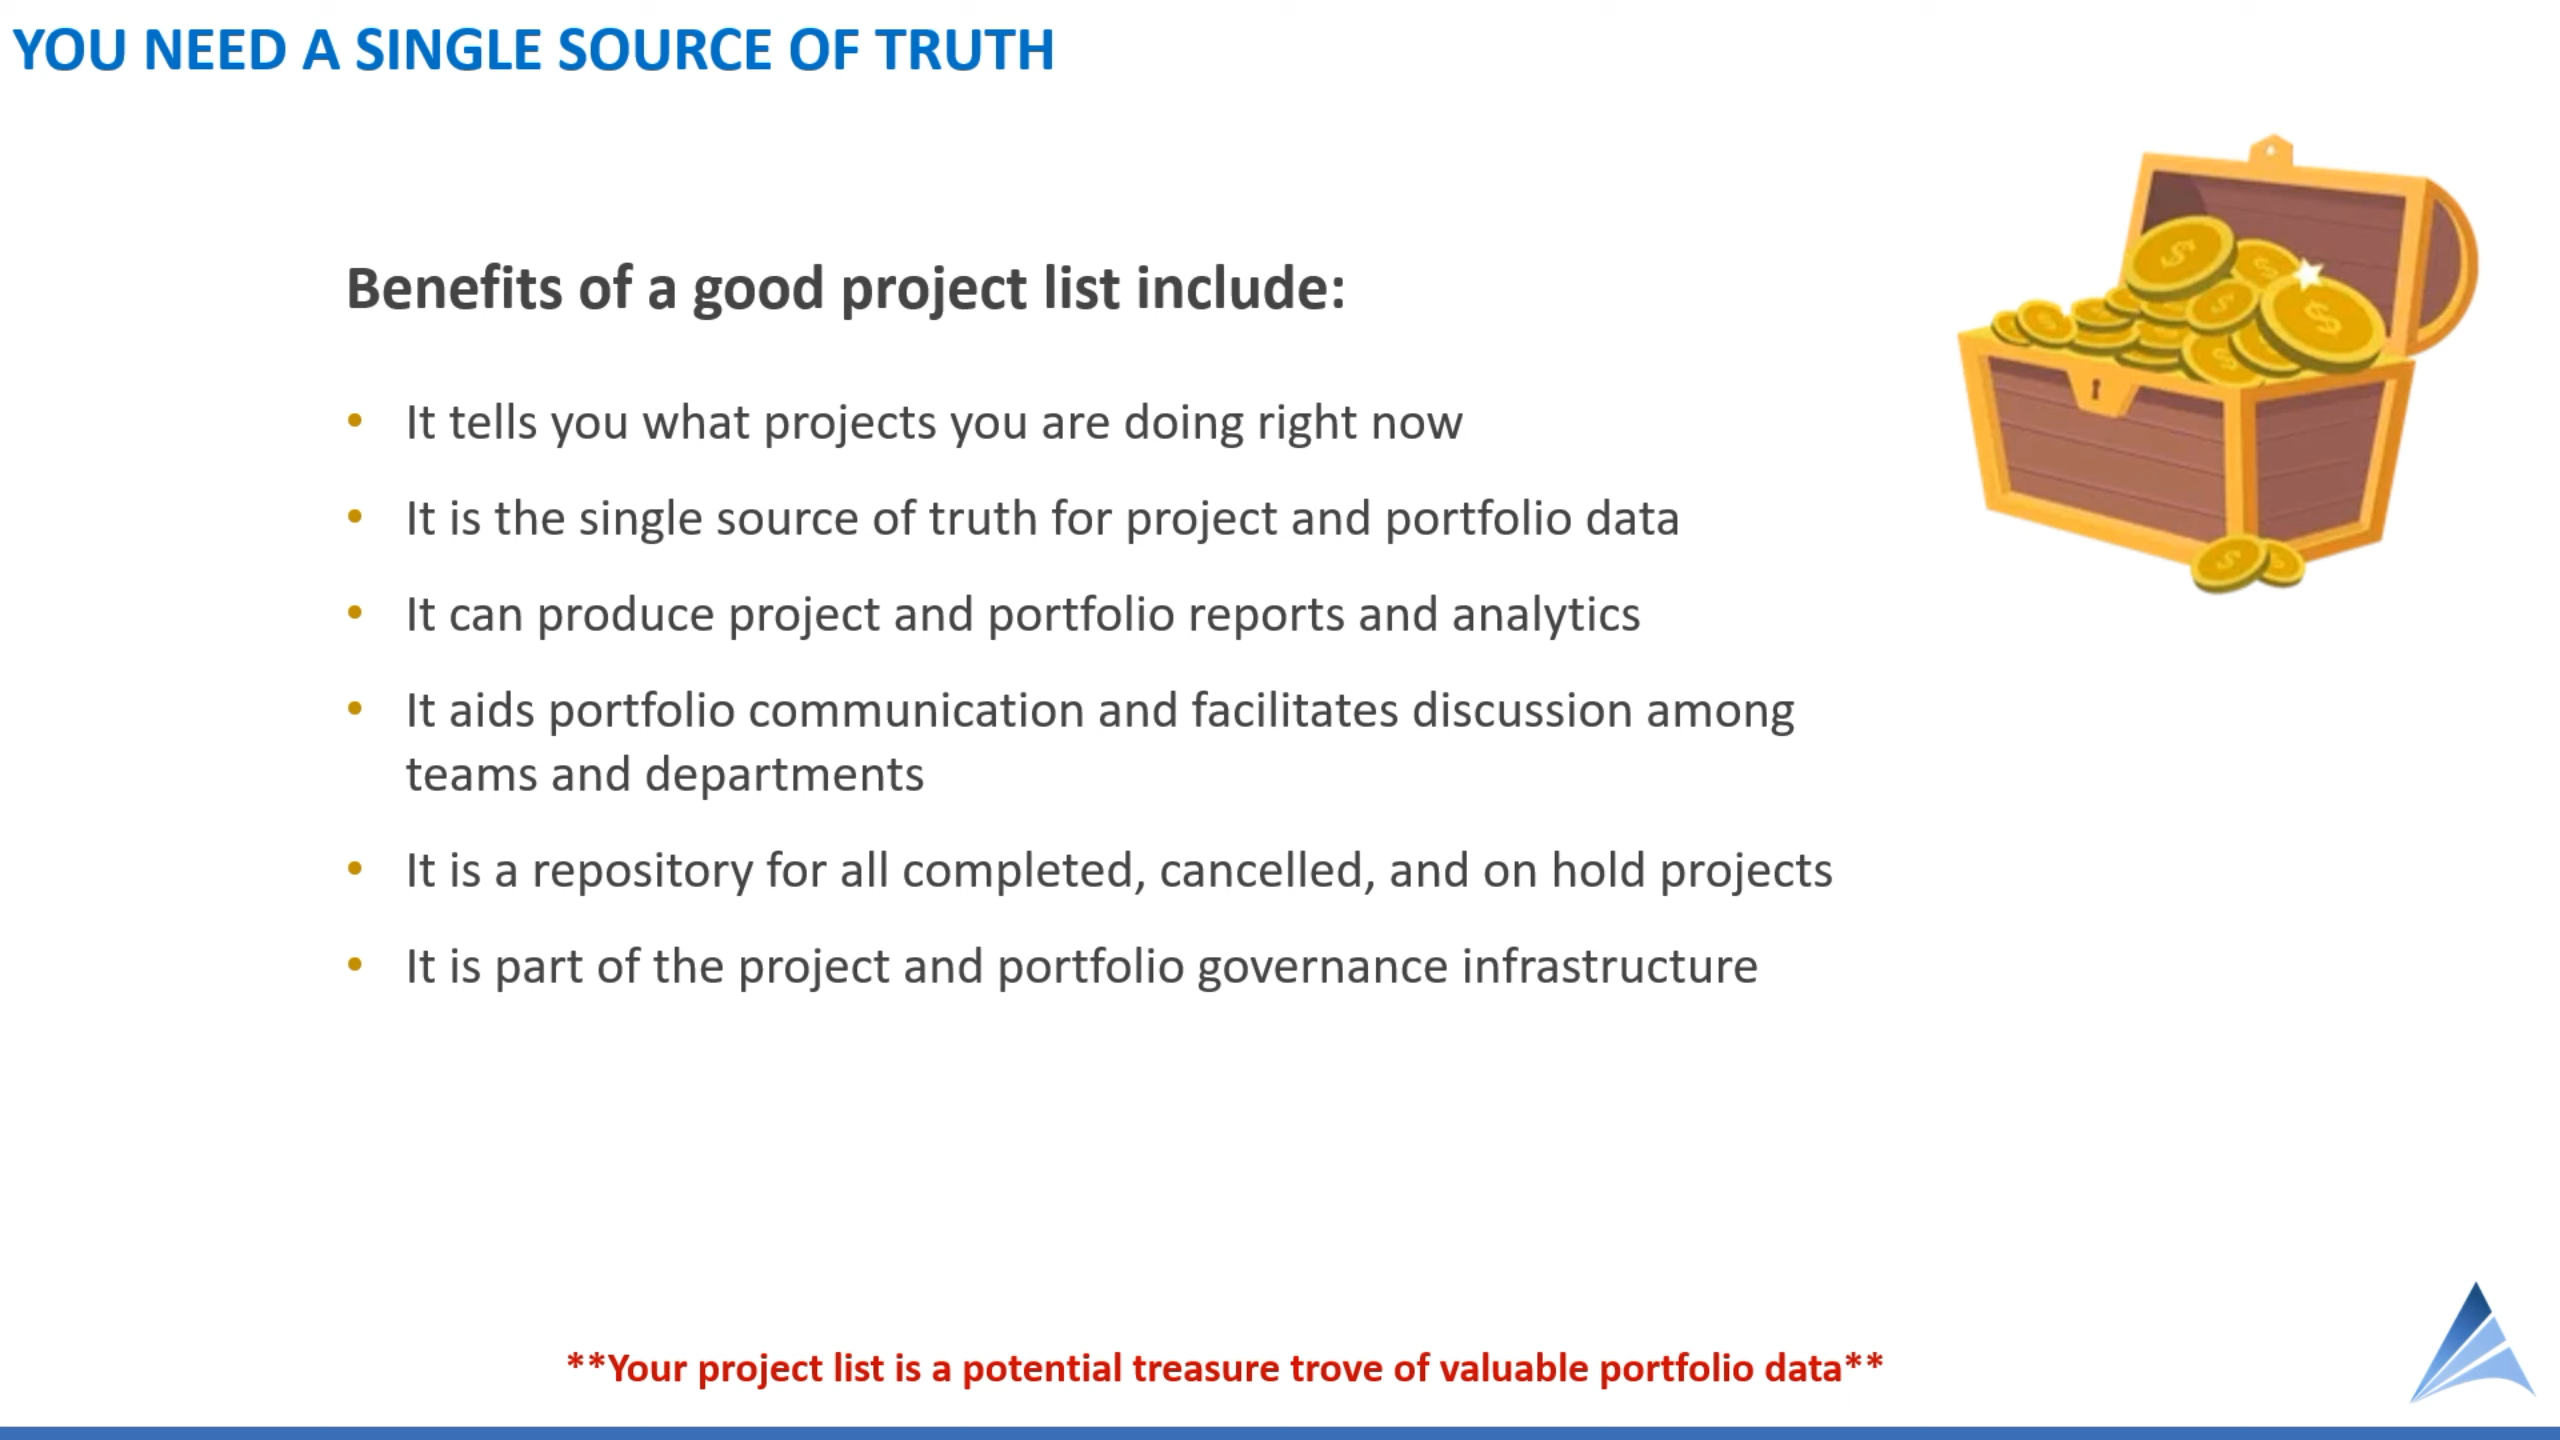 YOU NEED A SINGLE SOURCE OF TRUTH
Benefits of a good project list include:
• It tells you what projects you are doing right now
• It is the single source of truth for project and portfolio data
• It can produce project and portfolio reports and analytics
• It aids portfolio communication and facilitates discussion among
teams and departments
• It is a repository for all completed, cancelled, and on hold projects
• It is part of the project and portfolio governance infrastructure
**Your project list is a potential treasure trove of valuable portfolio data**